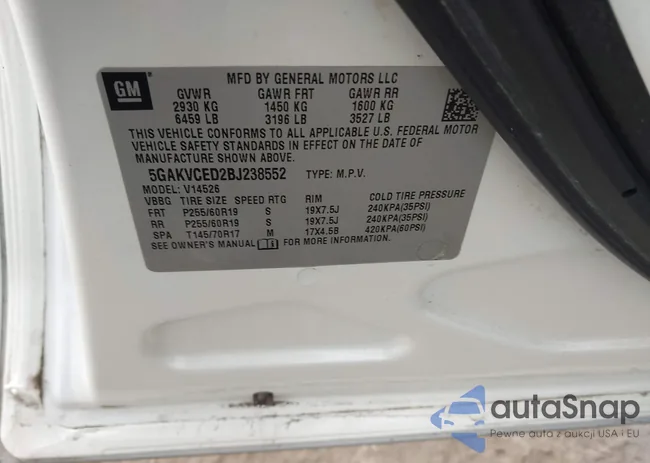 GM
MFD BY GENERAL MOTORS LLC
GVWR GAWR FRT GAWR RR
2930 KG 1450 KG 1600 KG
6459 LB 3196 LB 3527 LB
THIS VEHICLE CONFORMS TO ALL APPLICABLE U.S. FEDERAL MOTOR
VEHICLE SAFETY STANDARDS IN EFFECT ON THE DATE OF
MANUFACTURE SHOWN ABOVE.
5GAKVCED2BJ238552 TYPE: M.P.V.
MODEL: V14526
VBBG TIRE SIZE SPEED RTG RIM COLD TIRE PRESSURE
FRT P255/60R19 S 19X7.5J 240KPA(35PSI)
RR P255/60R19 S 19X7.5J 240KPA(35PSI)
SPA T145/70R17 M 17X4.5B 420KPA(60PSI)
SEE OWNER'S MANUAL FOR MORE INFORMATION.
autaSnap
Pewne auta z aukcji USA i EU